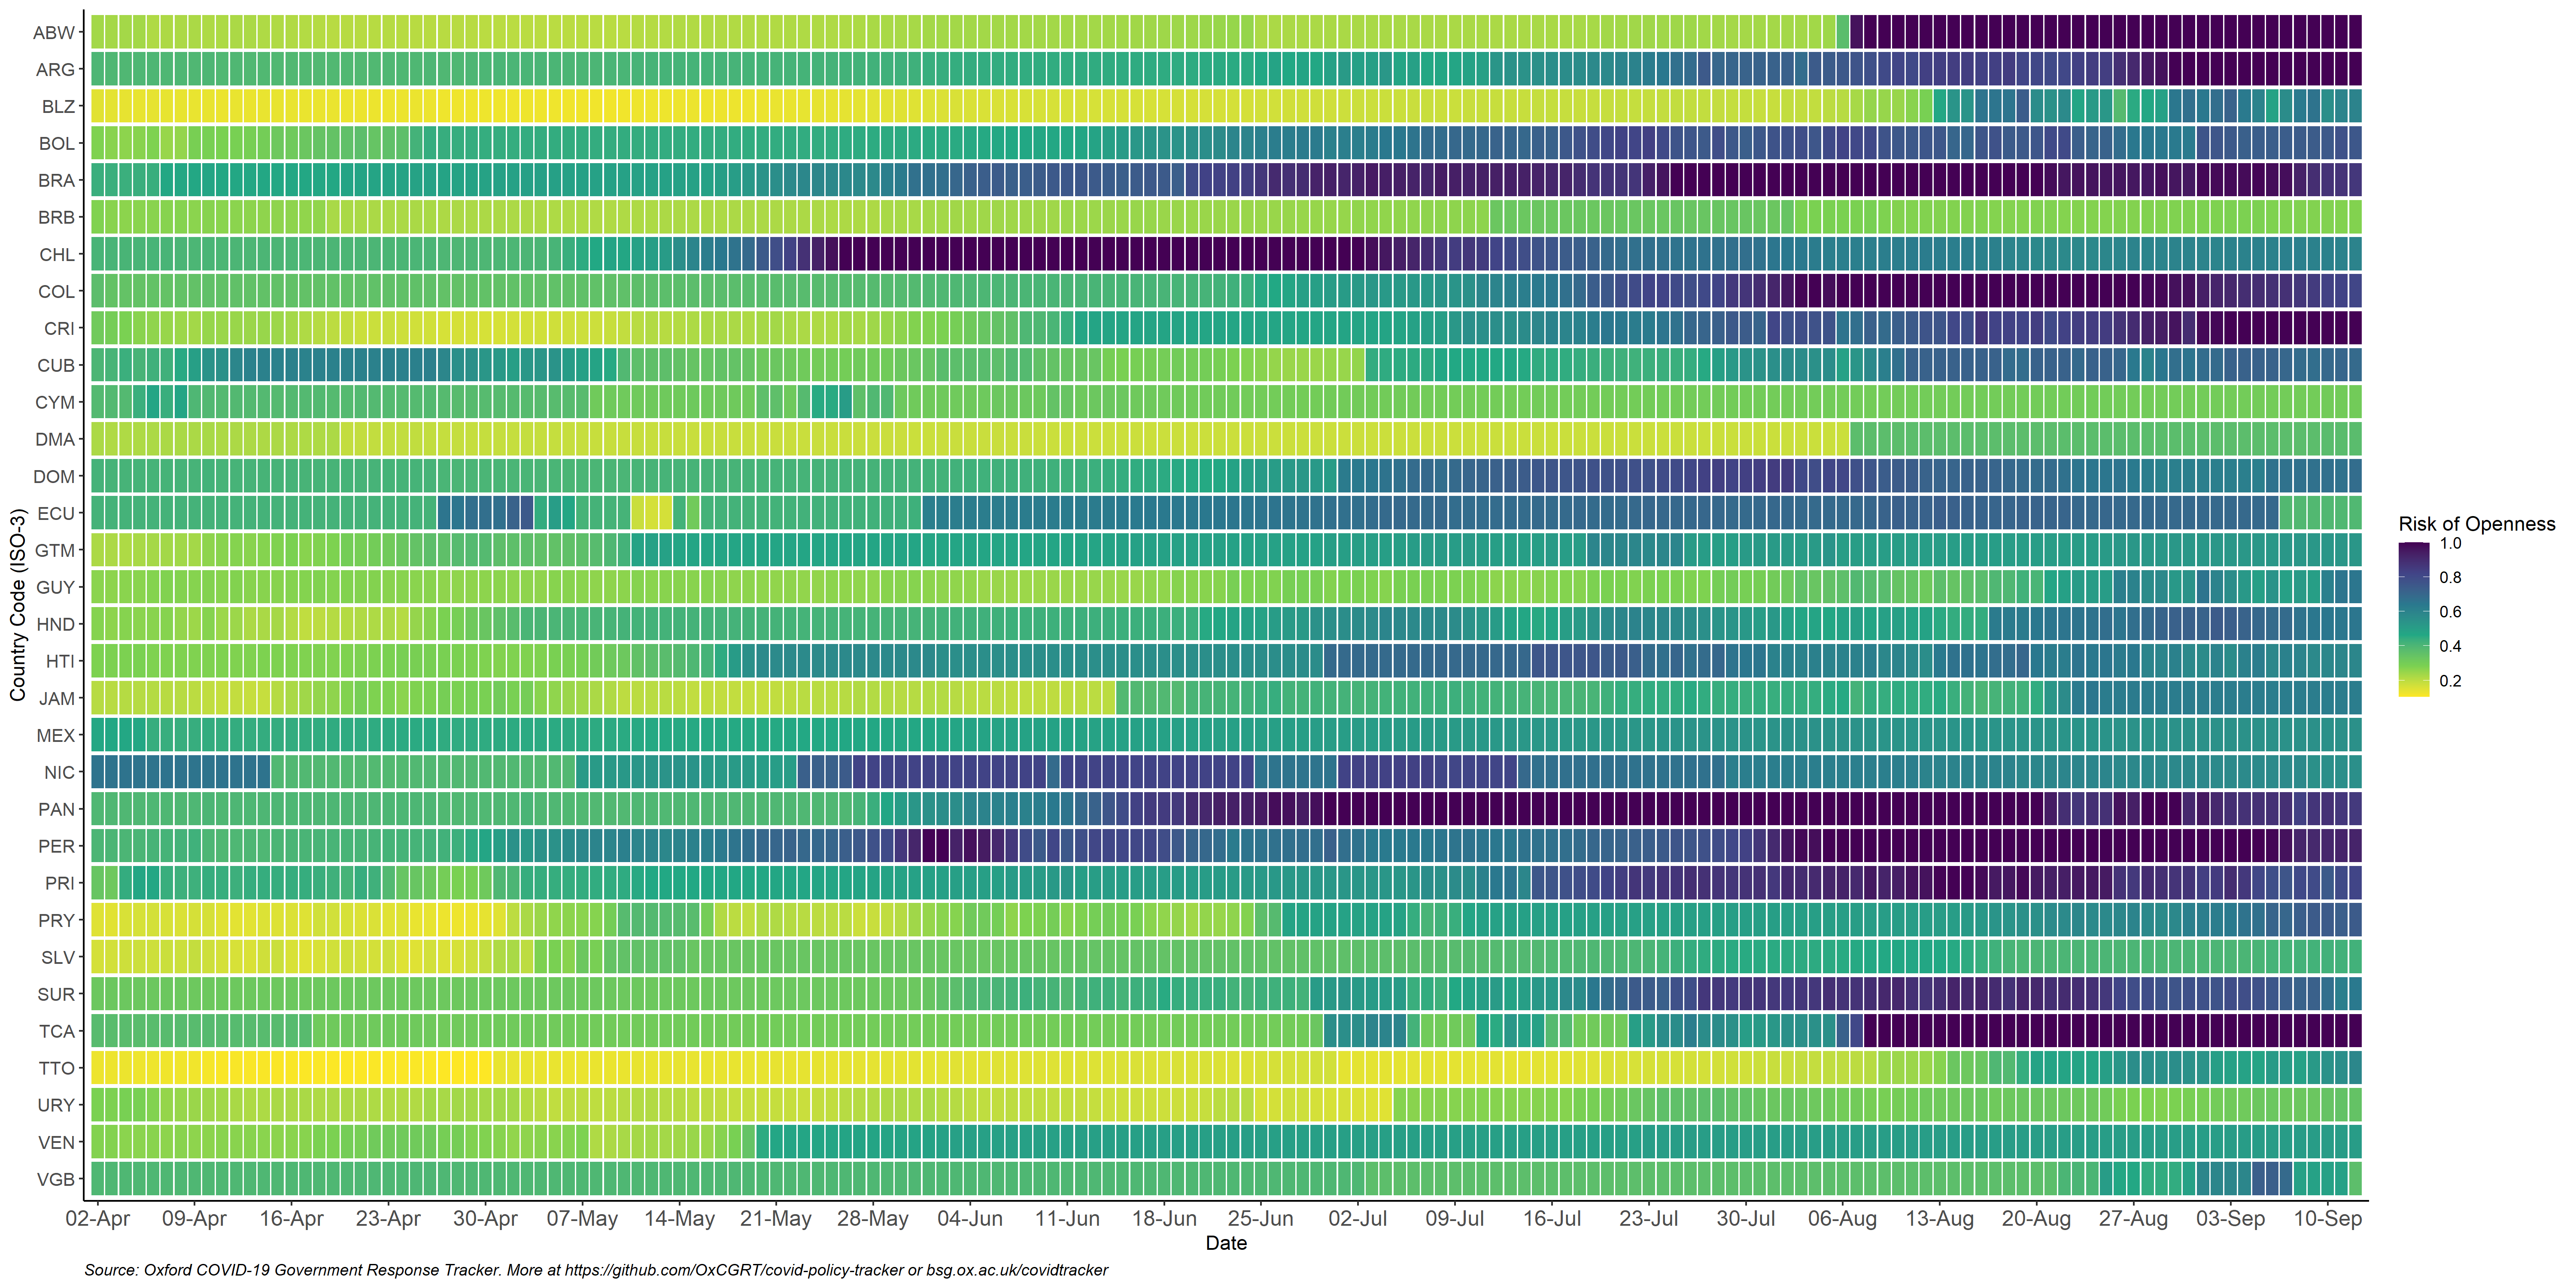 ABW
ARG
BLZ
BOL
BRA
BRB
CHL
COL
CRI
CUB
CYM
DMA
DOM
ECU
GTM
GUY
HND
HTI
JAM
MEX
NIC
PAN
PER
PRI
PRY
SLV
SUR
TCA
TTO
URY
VEN
VGB
Country Code (ISO-3)
02-Apr 09-Apr 16-Apr 23-Apr 30-Apr 07-May 14-May 21-May 28-May 04-Jun 11-Jun 18-Jun 25-Jun 02-Jul 09-Jul 16-Jul 23-Jul 30-Jul 06-Aug 13-Aug 20-Aug 27-Aug 03-Sep 10-Sep
Date
Risk of Openness
1.0
0.8
0.6
0.4
0.2
Source: Oxford COVID-19 Government Response Tracker. More at https://github.com/OxCGRT/covid-policy-tracker or bsg.ox.ac.uk/covidtracker